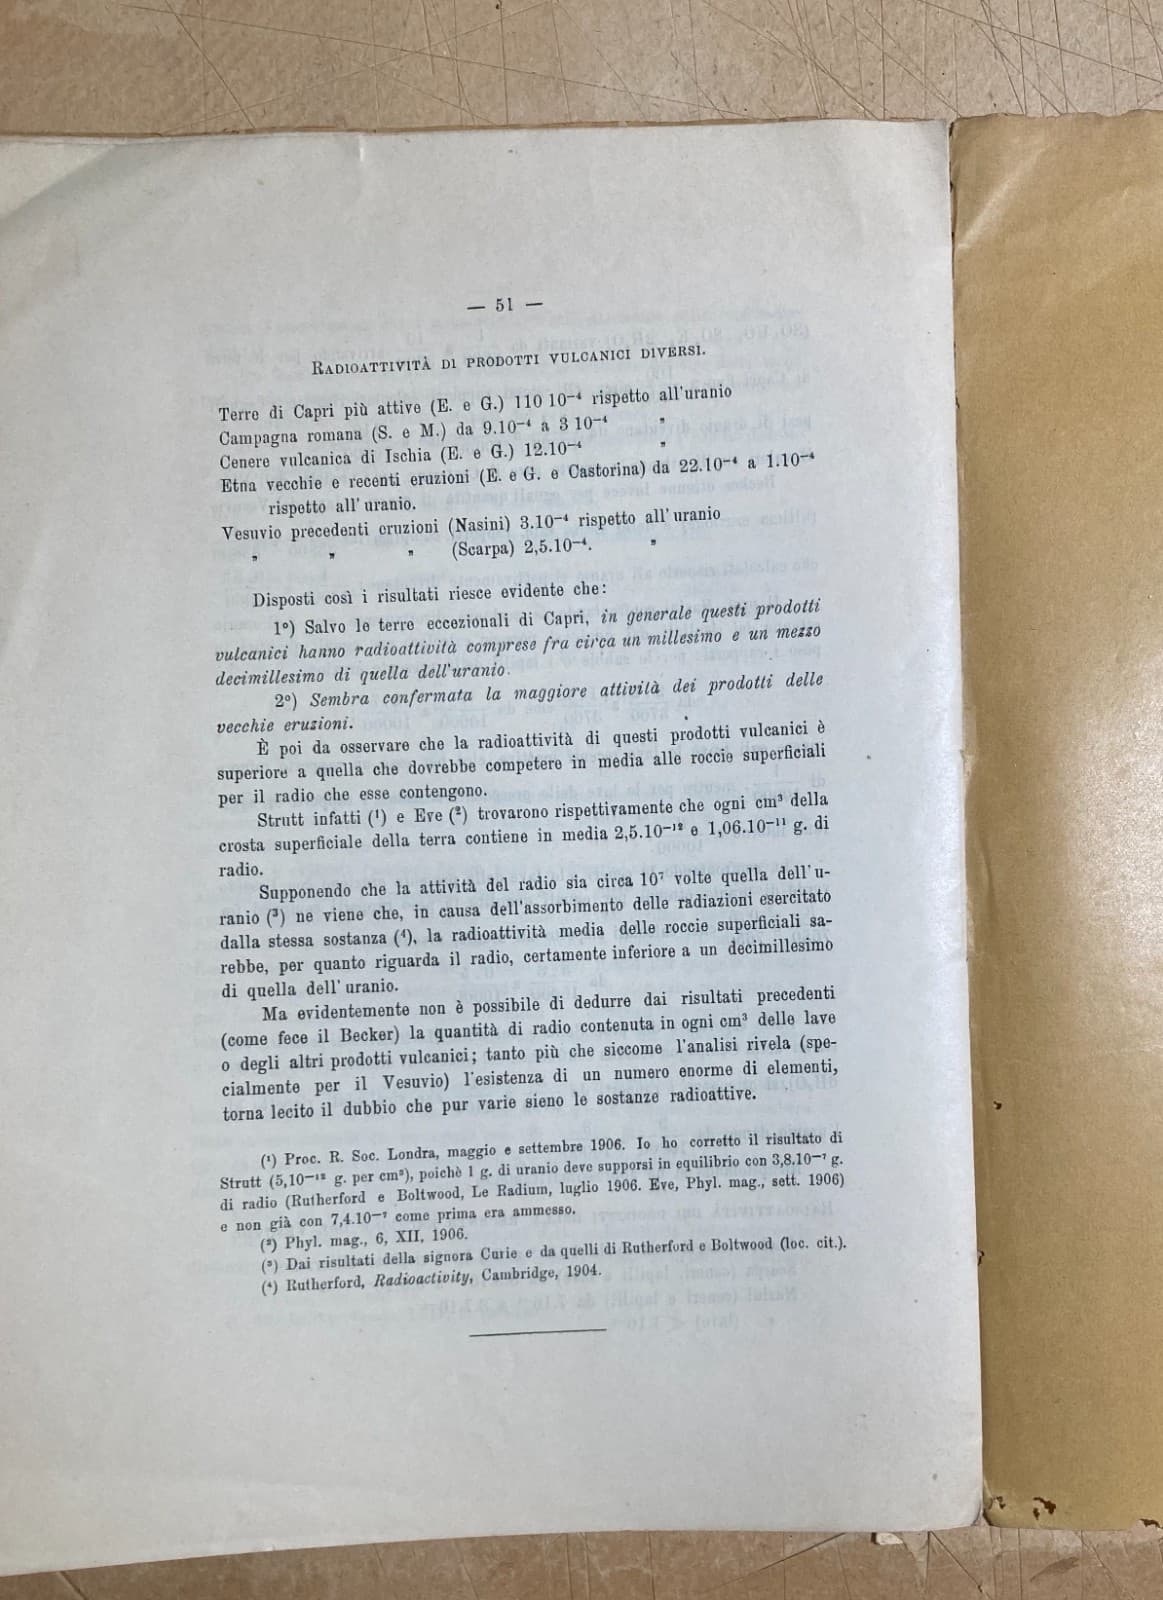 — 51 —
RADIOATTIVITÀ DI PRODOTTI VULCANICI DIVERSI.
Terre di Capri più attive (E. e G.) 110 10⁻⁴ rispetto all'uranio
Campagna romana (S. e M.) da 9.10⁻⁴ a 3 10⁻⁴ „
Cenere vulcanica di Ischia (E. e G.) 12.10⁻⁴ „
Etna vecchie e recenti eruzioni (E. e G. e Castorina) da 22.10⁻⁴ a 1.10⁻⁴
rispetto all'uranio.
Vesuvio precedenti eruzioni (Nasini) 3.10⁻⁴ rispetto all'uranio
„ „ „ (Scarpa) 2,5.10⁻⁴. „
Disposti così i risultati riesce evidente che:
1°) Salvo le terre eccezionali di Capri, in generale questi prodotti
vulcanici hanno radioattività comprese fra circa un millesimo e un mezzo
decimillesimo di quella dell'uranio.
2°) Sembra confermata la maggiore attività dei prodotti delle
vecchie eruzioni.
È poi da osservare che la radioattività di questi prodotti vulcanici è
superiore a quella che dovrebbe competere in media alle roccie superficiali
per il radio che esse contengono.
Strutt infatti (¹) e Eve (²) trovarono rispettivamente che ogni cm³ della
crosta superficiale della terra contiene in media 2,5.10⁻¹² e 1,06.10⁻¹¹ g. di
radio.
Supponendo che la attività del radio sia circa 10⁷ volte quella dell'u-
ranio (³) ne viene che, in causa dell'assorbimento delle radiazioni esercitato
dalla stessa sostanza (⁴), la radioattività media delle roccie superficiali sa-
rebbe, per quanto riguarda il radio, certamente inferiore a un decimillesimo
di quella dell'uranio.
Ma evidentemente non è possibile di dedurre dai risultati precedenti
(come fece il Becker) la quantità di radio contenuta in ogni cm³ delle lave
o degli altri prodotti vulcanici; tanto più che siccome l'analisi rivela (spe-
cialmente per il Vesuvio) l'esistenza di un numero enorme di elementi,
torna lecito il dubbio che pur varie sieno le sostanze radioattive.
(¹) Proc. R. Soc. Londra, maggio e settembre 1906. Io ho corretto il risultato di
Strutt (5,10⁻¹² g. per cm³), poichè 1 g. di uranio deve supporsi in equilibrio con 3,8.10⁻⁷ g.
di radio (Rutherford e Boltwood, Le Radium, luglio 1906. Eve, Phyl. mag., sett. 1906)
e non già con 7,4.10⁻⁷ come prima era ammesso.
(²) Phyl. mag., 6, XII, 1906.
(³) Dai risultati della signora Curie e da quelli di Rutherford e Boltwood (loc. cit.).
(⁴) Rutherford, Radioactivity, Cambridge, 1904.